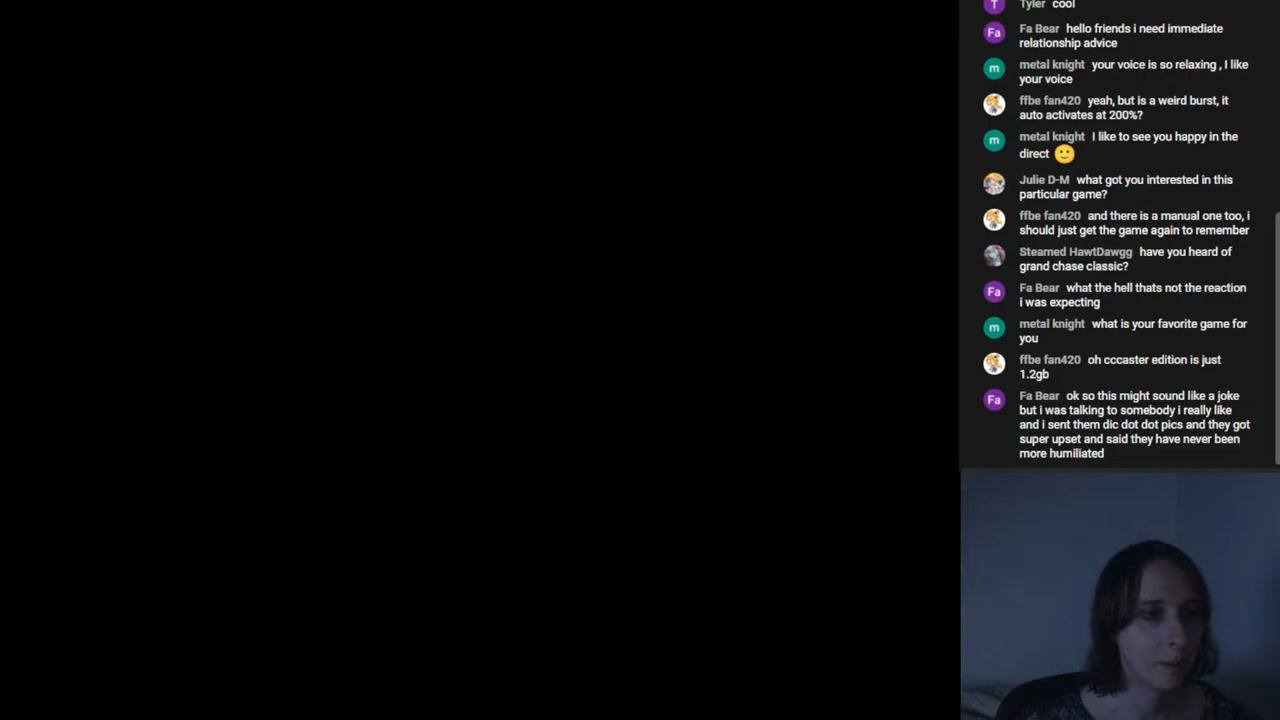 T Tyler cool
Fa Fa Bear hello friends i need immediate
relationship advice
m metal knight your voice is so relaxing , I like
your voice
ffbe fan420 yeah, but is a weird burst, it
auto activates at 200%?
m metal knight I like to see you happy in the
direct 🙂
Julie D-M what got you interested in this
particular game?
ffbe fan420 and there is a manual one too, i
should just get the game again to remember
Steamed HawtDawgg have you heard of
grand chase classic?
Fa Fa Bear what the hell thats not the reaction
i was expecting
m metal knight what is your favorite game for
you
ffbe fan420 oh cccaster edition is just
1.2gb
Fa Fa Bear ok so this might sound like a joke
but i was talking to somebody i really like
and i sent them dic dot dot pics and they got
super upset and said they have never been
more humiliated